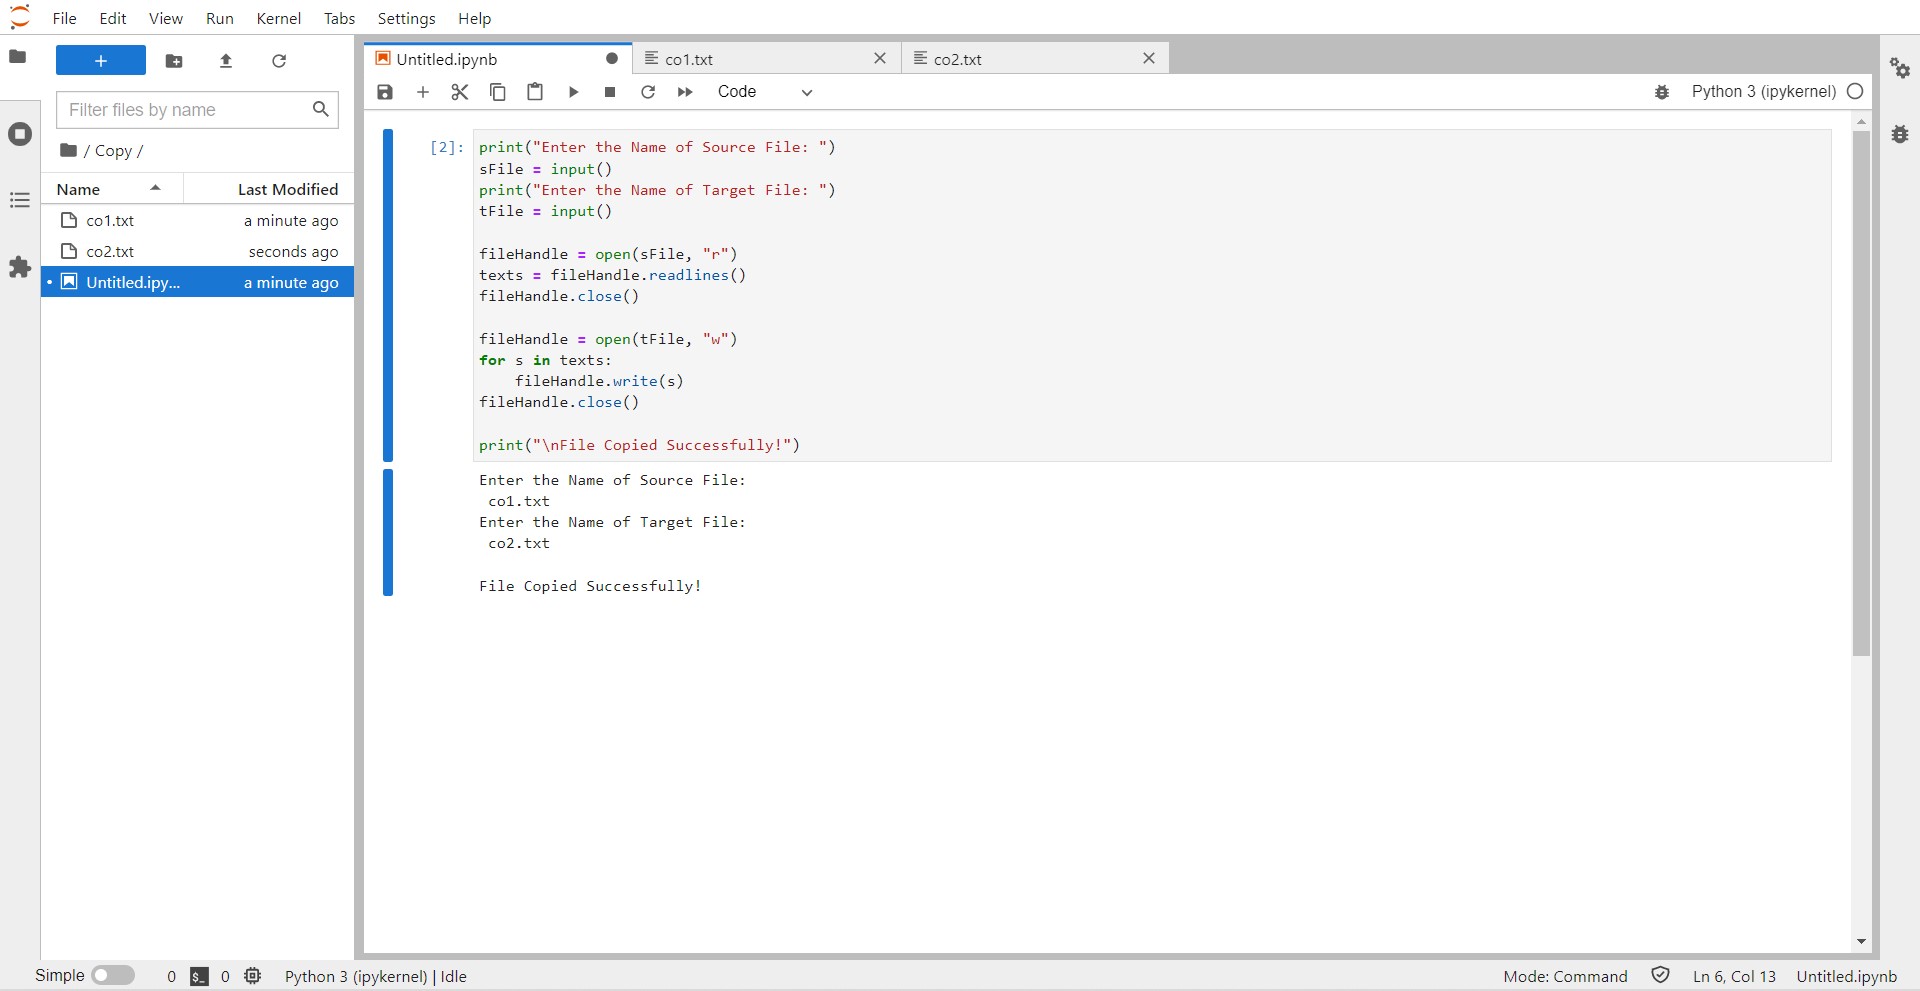 File Edit View Run Kernel Tabs Settings Help
+
Filter files by name
/ Copy /
Name Last Modified
co1.txt a minute ago
co2.txt seconds ago
Untitled.ipy... a minute ago
Untitled.ipynb co1.txt co2.txt
Code Python 3 (ipykernel)
[2]: print("Enter the Name of Source File: ")
sFile = input()
print("Enter the Name of Target File: ")
tFile = input()

fileHandle = open(sFile, "r")
texts = fileHandle.readlines()
fileHandle.close()

fileHandle = open(tFile, "w")
for s in texts:
    fileHandle.write(s)
fileHandle.close()

print("\nFile Copied Successfully!")
Enter the Name of Source File:
 co1.txt
Enter the Name of Target File:
 co2.txt

File Copied Successfully!
Simple 0 $_ 0 Python 3 (ipykernel) | Idle Mode: Command Ln 6, Col 13 Untitled.ipynb